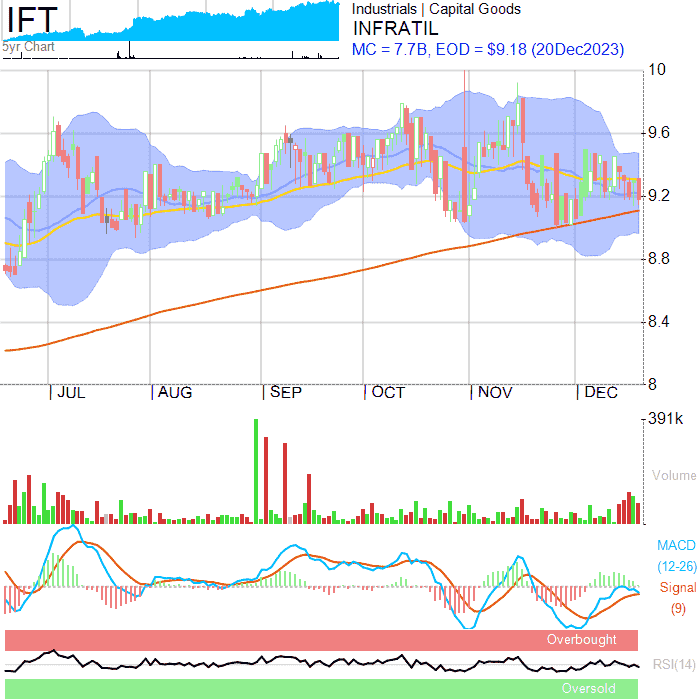 IFT
5yr Chart
Industrials | Capital Goods
INFRATIL
MC = 7.7B, EOD = $9.18 (20Dec2023)
10
9.6
9.2
8.8
8.4
8
JUL AUG SEP OCT NOV DEC
391k
Volume
MACD
(12-26)
Signal
(9)
Overbought
RSI(14)
Oversold